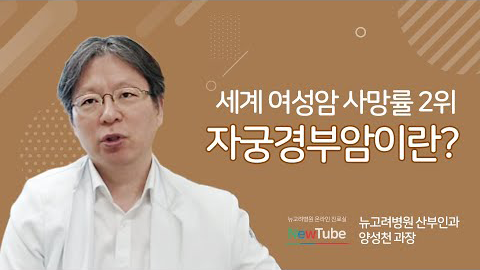 세계 여성암 사망률 2위
자궁경부암이란?
뉴고려병원 온라인 진료실
NewTube
뉴고려병원 산부인과
양성천 과장